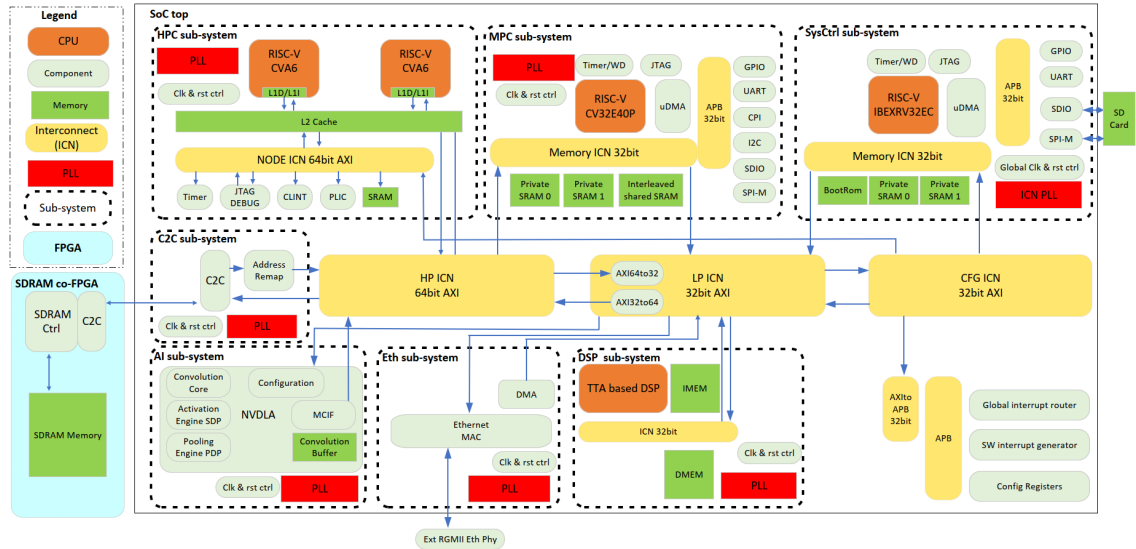 Legend
CPU
Component
Memory
Interconnect
(ICN)
PLL
Sub-system
FPGA
SDRAM co-FPGA
SDRAM
Ctrl
C2C
SDRAM Memory
SoC top
HPC sub-system
PLL
Clk & rst ctrl
RISC-V
CVA6
L1D/L1I
RISC-V
CVA6
L1D/L1I
L2 Cache
NODE ICN 64bit AXI
Timer
JTAG
DEBUG
CLINT
PLIC
SRAM
MPC sub-system
PLL
Clk & rst ctrl
Timer/WD
JTAG
RISC-V
CV32E40P
uDMA
APB
32bit
GPIO
UART
CPI
I2C
SDIO
SPI-M
Memory ICN 32bit
Private
SRAM 0
Private
SRAM 1
Interleaved
shared SRAM
SysCtrl sub-system
Timer/WD
JTAG
RISC-V
IBEXRV32EC
uDMA
APB
32bit
GPIO
UART
SDIO
SPI-M
SD
Card
Memory ICN 32bit
Global Clk & rst ctrl
BootRom
Private
SRAM 0
Private
SRAM 1
ICN PLL
C2C sub-system
C2C
Address
Remap
Clk & rst ctrl
PLL
HP ICN
64bit AXI
AXI64to32
AXI32to64
LP ICN
32bit AXI
CFG ICN
32bit AXI
AI sub-system
Convolution
Core
Configuration
Activation
Engine SDP
NVDLA
MCIF
Pooling
Engine PDP
Convolution
Buffer
Clk & rst ctrl
PLL
Eth sub-system
DMA
Ethernet
MAC
Clk & rst ctrl
PLL
Ext RGMII Eth Phy
DSP sub-system
TTA based DSP
IMEM
ICN 32bit
DMEM
Clk & rst ctrl
PLL
AXIto
APB
32bit
APB
Global interrupt router
SW interrupt generator
Config Registers